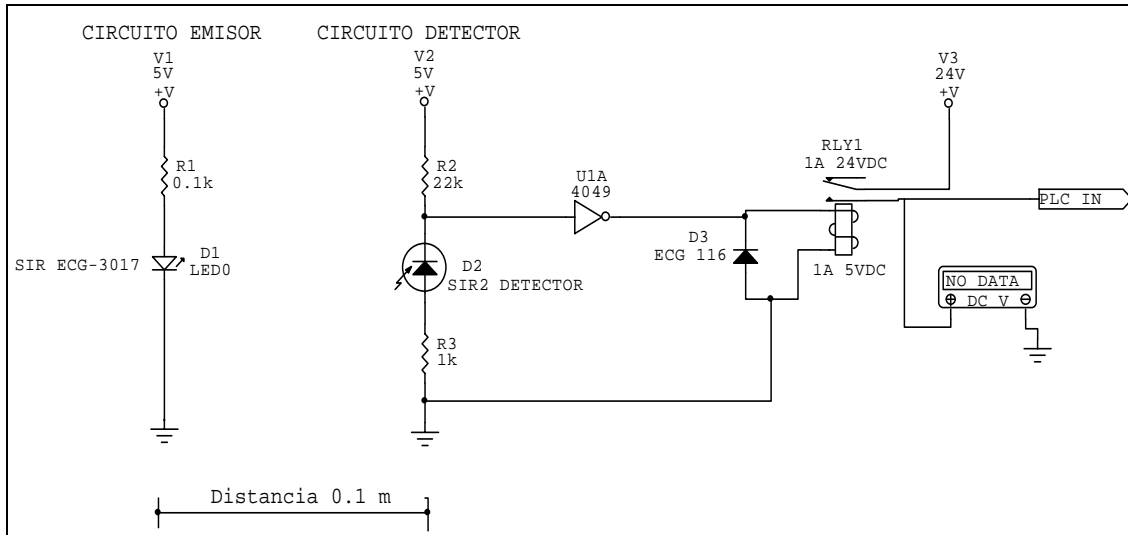 CIRCUITO EMISOR
CIRCUITO DETECTOR
V1
5V
+V
V2
5V
+V
V3
24V
+V
R1
0.1k
R2
22k
U1A
4049
RLY1
1A 24VDC
PLC IN
SIR ECG-3017
D1
LED0
D2
SIR2 DETECTOR
D3
ECG 116
1A 5VDC
NO DATA
DC V
R3
1k
Distancia 0.1 m